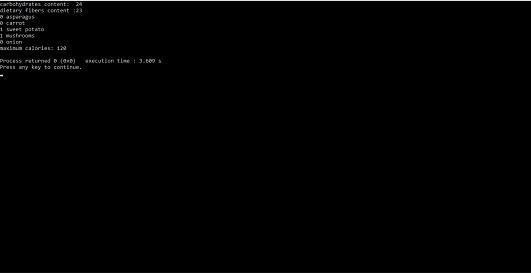 carbohydrates content:  24
dietary fibers content :23
0 asparagus
0 carrot
1 sweet potato
1 mushrooms
0 onion
maximum calories: 120

Process returned 0 (0x0)   execution time : 3.609 s
Press any key to continue.